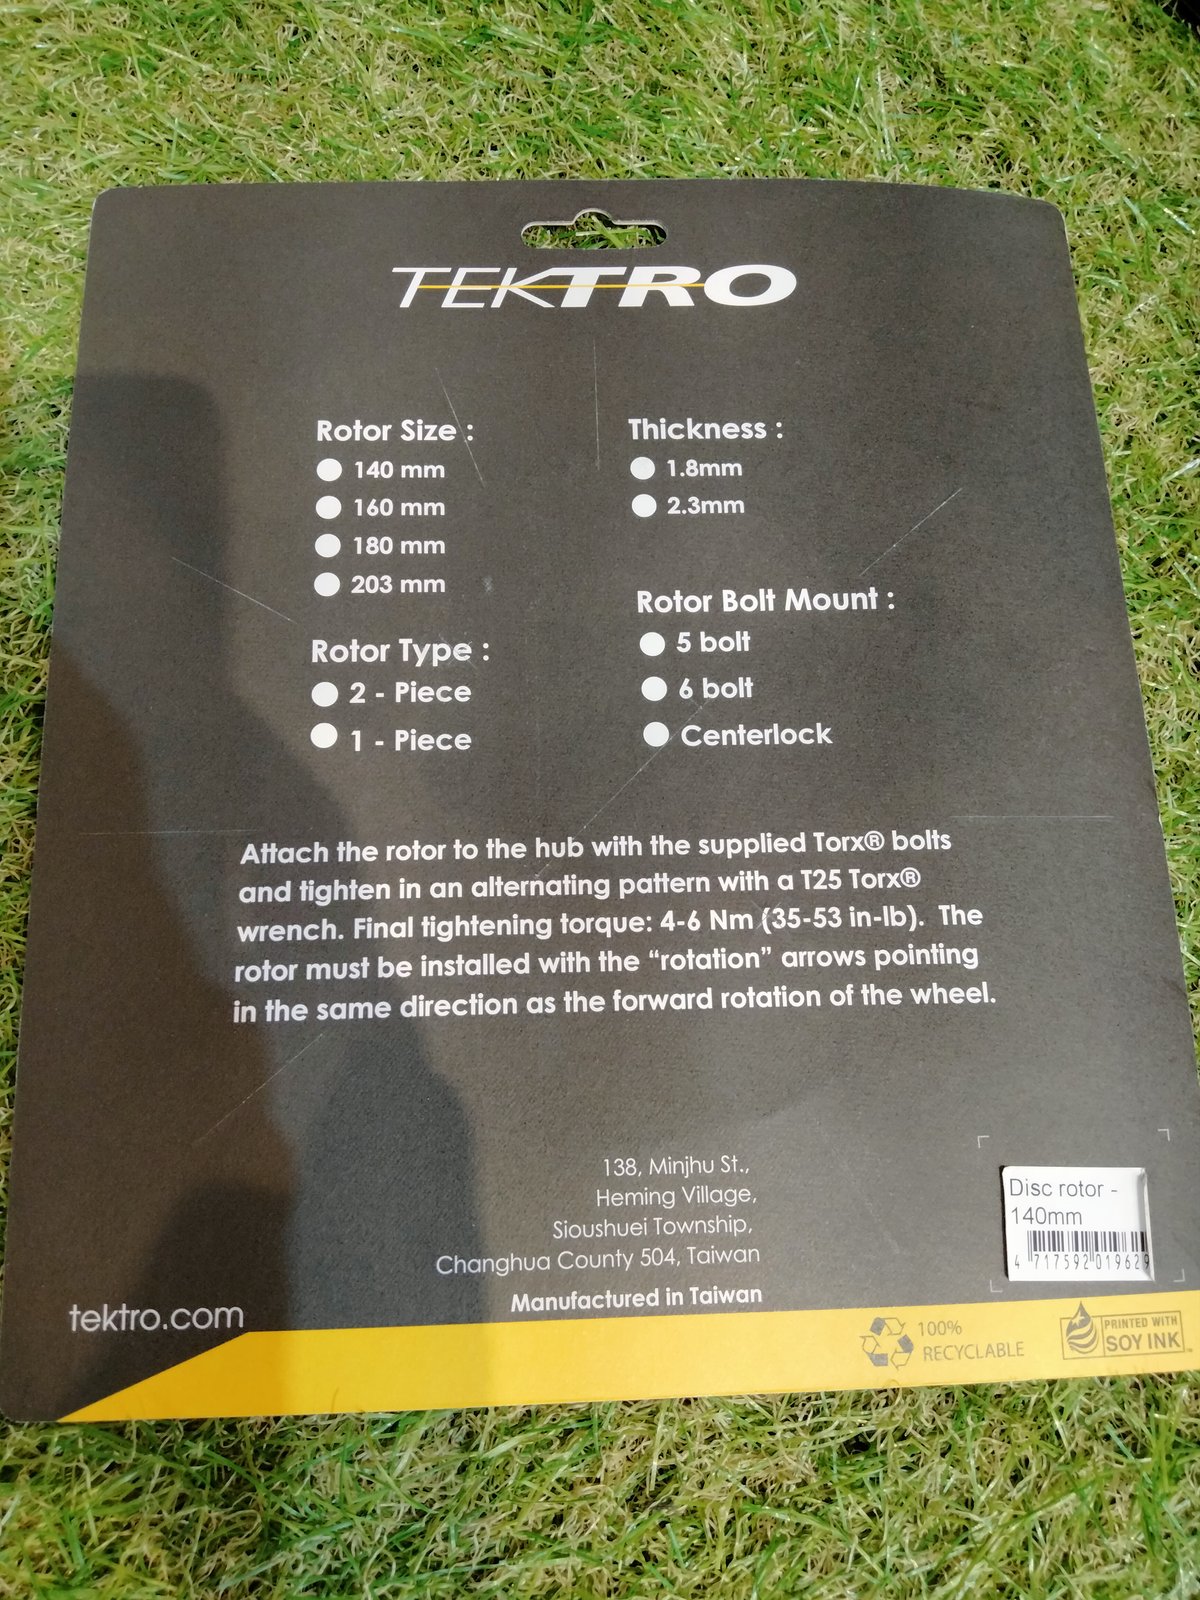 TEKTRO
Rotor Size :
140 mm
160 mm
180 mm
203 mm
Rotor Type :
2 - Piece
1 - Piece
Thickness :
1.8mm
2.3mm
Rotor Bolt Mount :
5 bolt
6 bolt
Centerlock
Attach the rotor to the hub with the supplied Torx® bolts
and tighten in an alternating pattern with a T25 Torx®
wrench. Final tightening torque: 4-6 Nm (35-53 in-lb). The
rotor must be installed with the “rotation” arrows pointing
in the same direction as the forward rotation of the wheel.
138, Minjhu St.,
Heming Village,
Sioushuei Township,
Changhua County 504, Taiwan
Manufactured in Taiwan
tektro.com
Disc rotor -
140mm
4 717592 019629
100%
RECYCLABLE
PRINTED WITH
SOY INK™